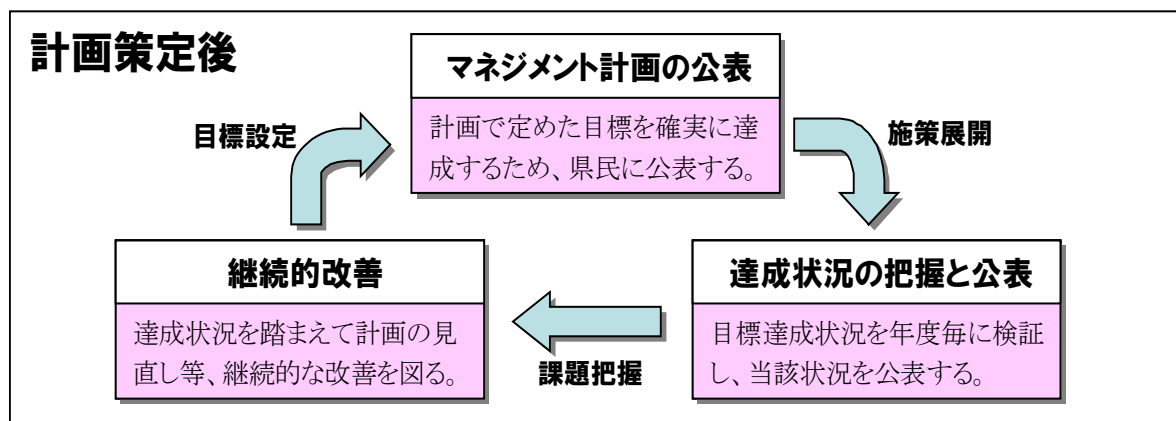 計画策定後
マネジメント計画の公表
計画で定めた目標を確実に達
成するため、県民に公表する。
目標設定
施策展開
継続的改善
達成状況を踏まえて計画の見
直し等、継続的な改善を図る。
課題把握
達成状況の把握と公表
目標達成状況を年度毎に検証
し、当該状況を公表する。